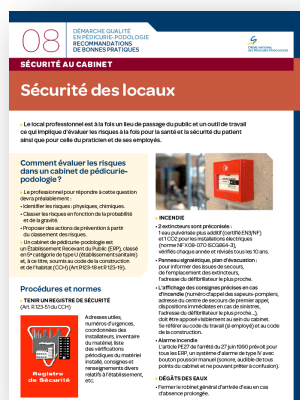 08
DÉMARCHE QUALITÉ
EN PÉDICURIE-PODOLOGIE
RECOMMANDATIONS
DE BONNES PRATIQUES
SÉCURITÉ AU CABINET
Sécurité des locaux
Le local professionnel est à la fois un lieu de passage du public et un outil de travail
ce qui implique d'évaluer les risques à la fois pour la santé et la sécurité du patient
ainsi que pour celle du praticien et de ses employés.
Comment évaluer les risques
dans un cabinet de pédicurie-
podologie ?
Le professionnel pour répondre à cette question
devra préalablement :
• Identifier les risques : physiques, chimiques.
• Classer les risques en fonction de la probabilité
et de la gravité.
• Proposer des actions de prévention à partir
du classement des risques.
Un cabinet de pédicurie-podologie est
un Établissement Recevant du Public (ERP), classé
en 5e catégorie de type U (établissement sanitaire)
et, à ce titre, soumis au code de la construction
et de l'habitat (CCH) (Art R123-18 et R 123-19).
Procédures et normes
TENIR UN REGISTRE DE SÉCURITÉ
(Art. R 123-51 du CCH)
Registre
de Sécurité
Adresses utiles,
numéros d'urgences,
coordonnées des
installateurs, inventaire
du matériel, liste
des vérifications
périodiques du matériel
installé, consignes et
renseignements divers
relatifs à l'établissement,
etc.
INCENDIE
• 2 extincteurs sont préconisés :
1 eau pulvérisée plus additif (certifié EN3/NF)
et 1 CO2 pour les installations électriques
(norme NF X08-070 ISO3864-3),
vérifiés chaque année et révisés tous les 10 ans.
• Panneau signalétique, plan d'évacuation :
pour informer des issues de secours,
de l'emplacement des extincteurs,
l'adresse du défibrillateur le plus proche.
• L'affichage des consignes précises en cas
d'incendie (numéro d'appel des sapeurs-pompiers,
adresse du centre de secours de premier appel,
dispositions immédiates en cas de sinistres,
l'adresse du défibrillateur le plus proche...),
doit être apposé visiblement au sein du cabinet.
Se référer au code du travail (si employé) et au code
de la construction.
• Alarme incendie
L'article PE27 de l'arrêté du 27 juin 1990 prévoit pour
tous les ERP, un système d'alarme de type IV avec
bouton poussoir manuel (sonore, audible de tous
points du cabinet et ne pouvant prêter à confusion).
DÉGÂTS DES EAUX
Fermer le robinet général d'arrivée d'eau en cas
d'absence prolongée.